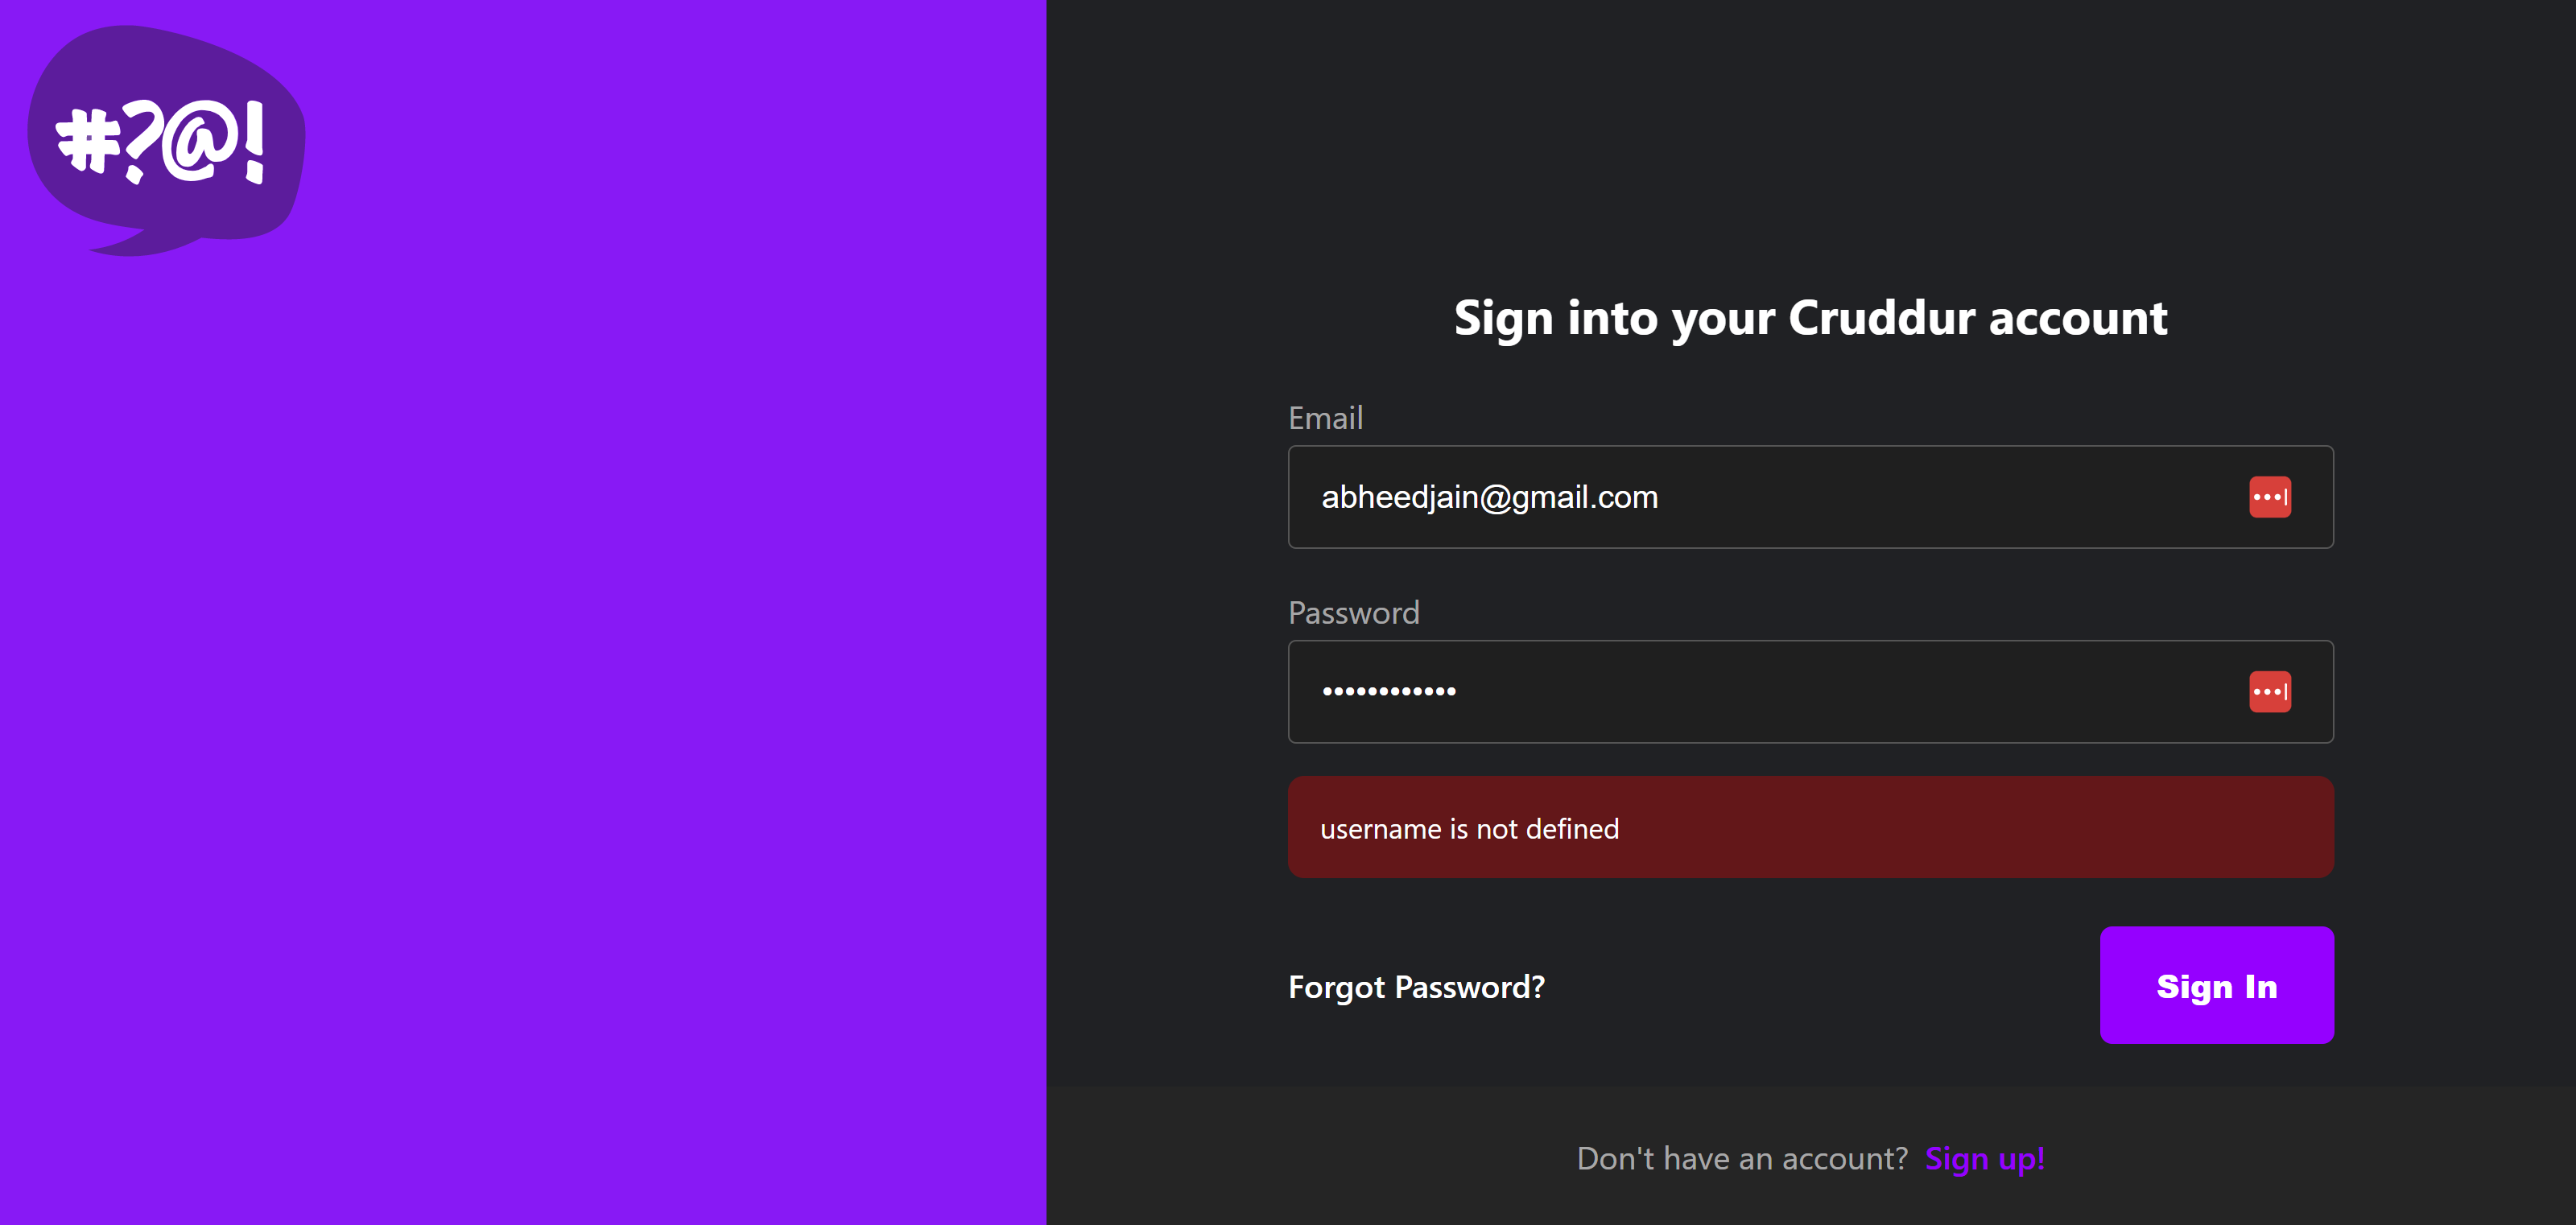 #?@!
Sign into your Cruddur account
Email
abheedjain@gmail.com
Password
••••••••••••
username is not defined
Forgot Password?
Sign In
Don't have an account? Sign up!